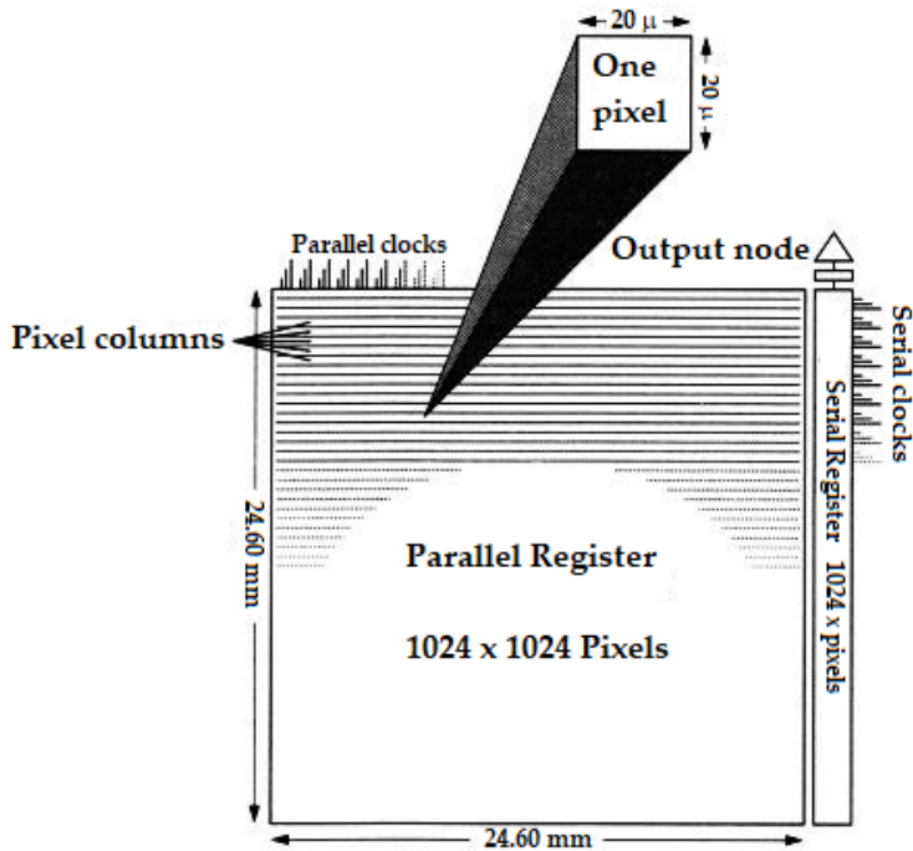 20 μ
One
pixel
20 μ
Parallel clocks
Output node
Pixel columns
Serial clocks
Serial Register 1024 x pixels
24.60 mm
Parallel Register
1024 x 1024 Pixels
24.60 mm